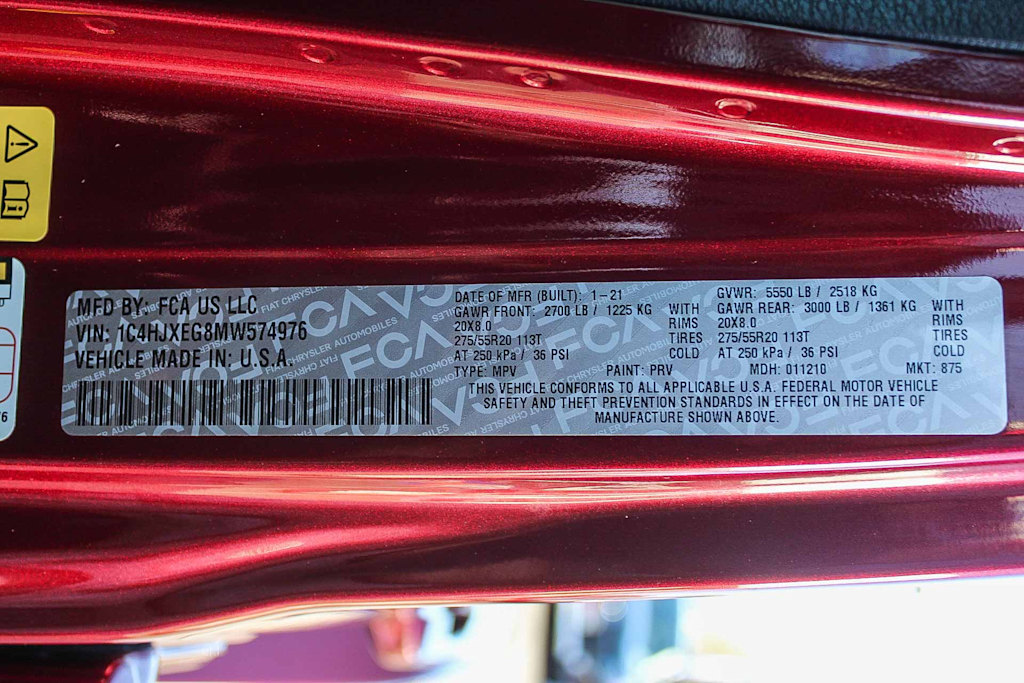 MFD BY: FCA US LLC
VIN: 1C4HJXEG8MW574976
VEHICLE MADE IN: U.S.A.
DATE OF MFR (BUILT): 1-21
GAWR FRONT: 2700 LB / 1225 KG WITH
20X8.0 RIMS
275/55R20 113T TIRES
AT 250 kPa / 36 PSI COLD
GVWR: 5550 LB / 2518 KG
GAWR REAR: 3000 LB / 1361 KG WITH
20X8.0 RIMS
275/55R20 113T TIRES
AT 250 kPa / 36 PSI COLD
TYPE: MPV PAINT: PRV MDH: 011210 MKT: 875
THIS VEHICLE CONFORMS TO ALL APPLICABLE U.S.A. FEDERAL MOTOR VEHICLE
SAFETY AND THEFT PREVENTION STANDARDS IN EFFECT ON THE DATE OF
MANUFACTURE SHOWN ABOVE.